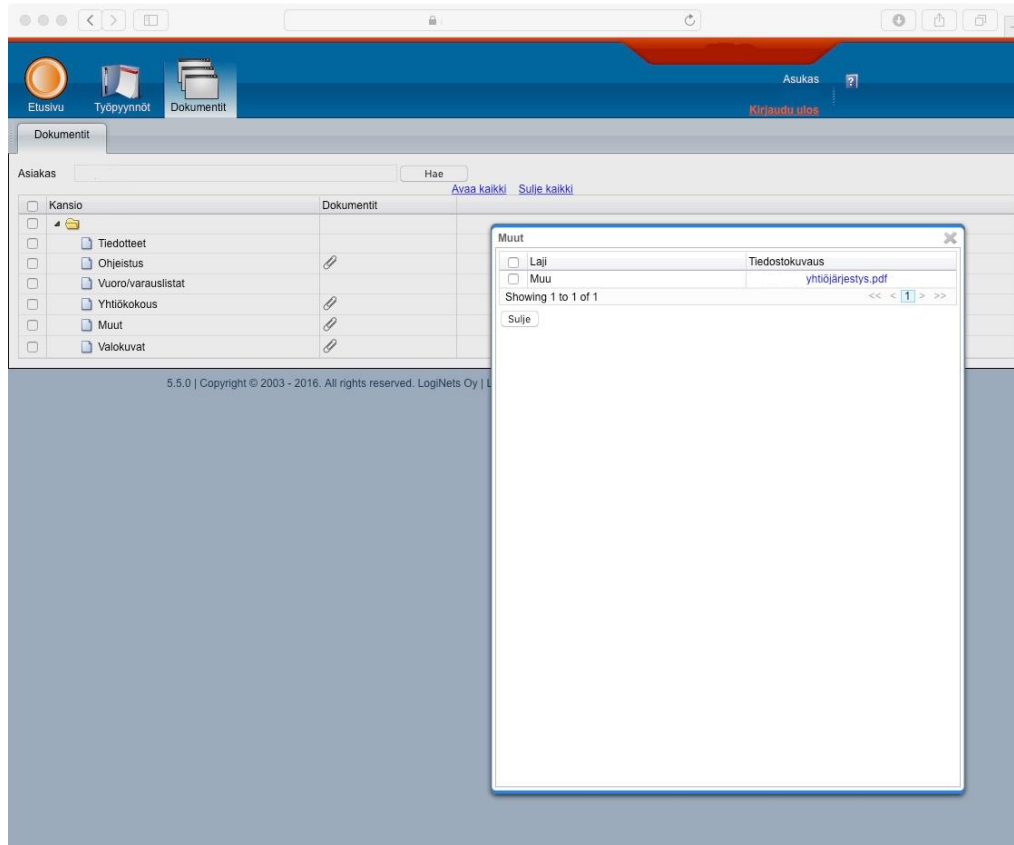 Asukas
Etusivu Työpyynnöt Dokumentit
Kirjaudu ulos
Dokumentit
Asiakas Hae
Avaa kaikki Sulje kaikki
Kansio Dokumentit
Tiedotteet
Ohjeistus
Vuoro/varauslistat
Yhtiökokous
Muut
Valokuvat
Muut
Laji Tiedostokuvaus
Muu yhtiöjärjestys.pdf
Showing 1 to 1 of 1 << < 1 > >>
Sulje
5.5.0 | Copyright © 2003 - 2016. All rights reserved. LogiNets Oy | L